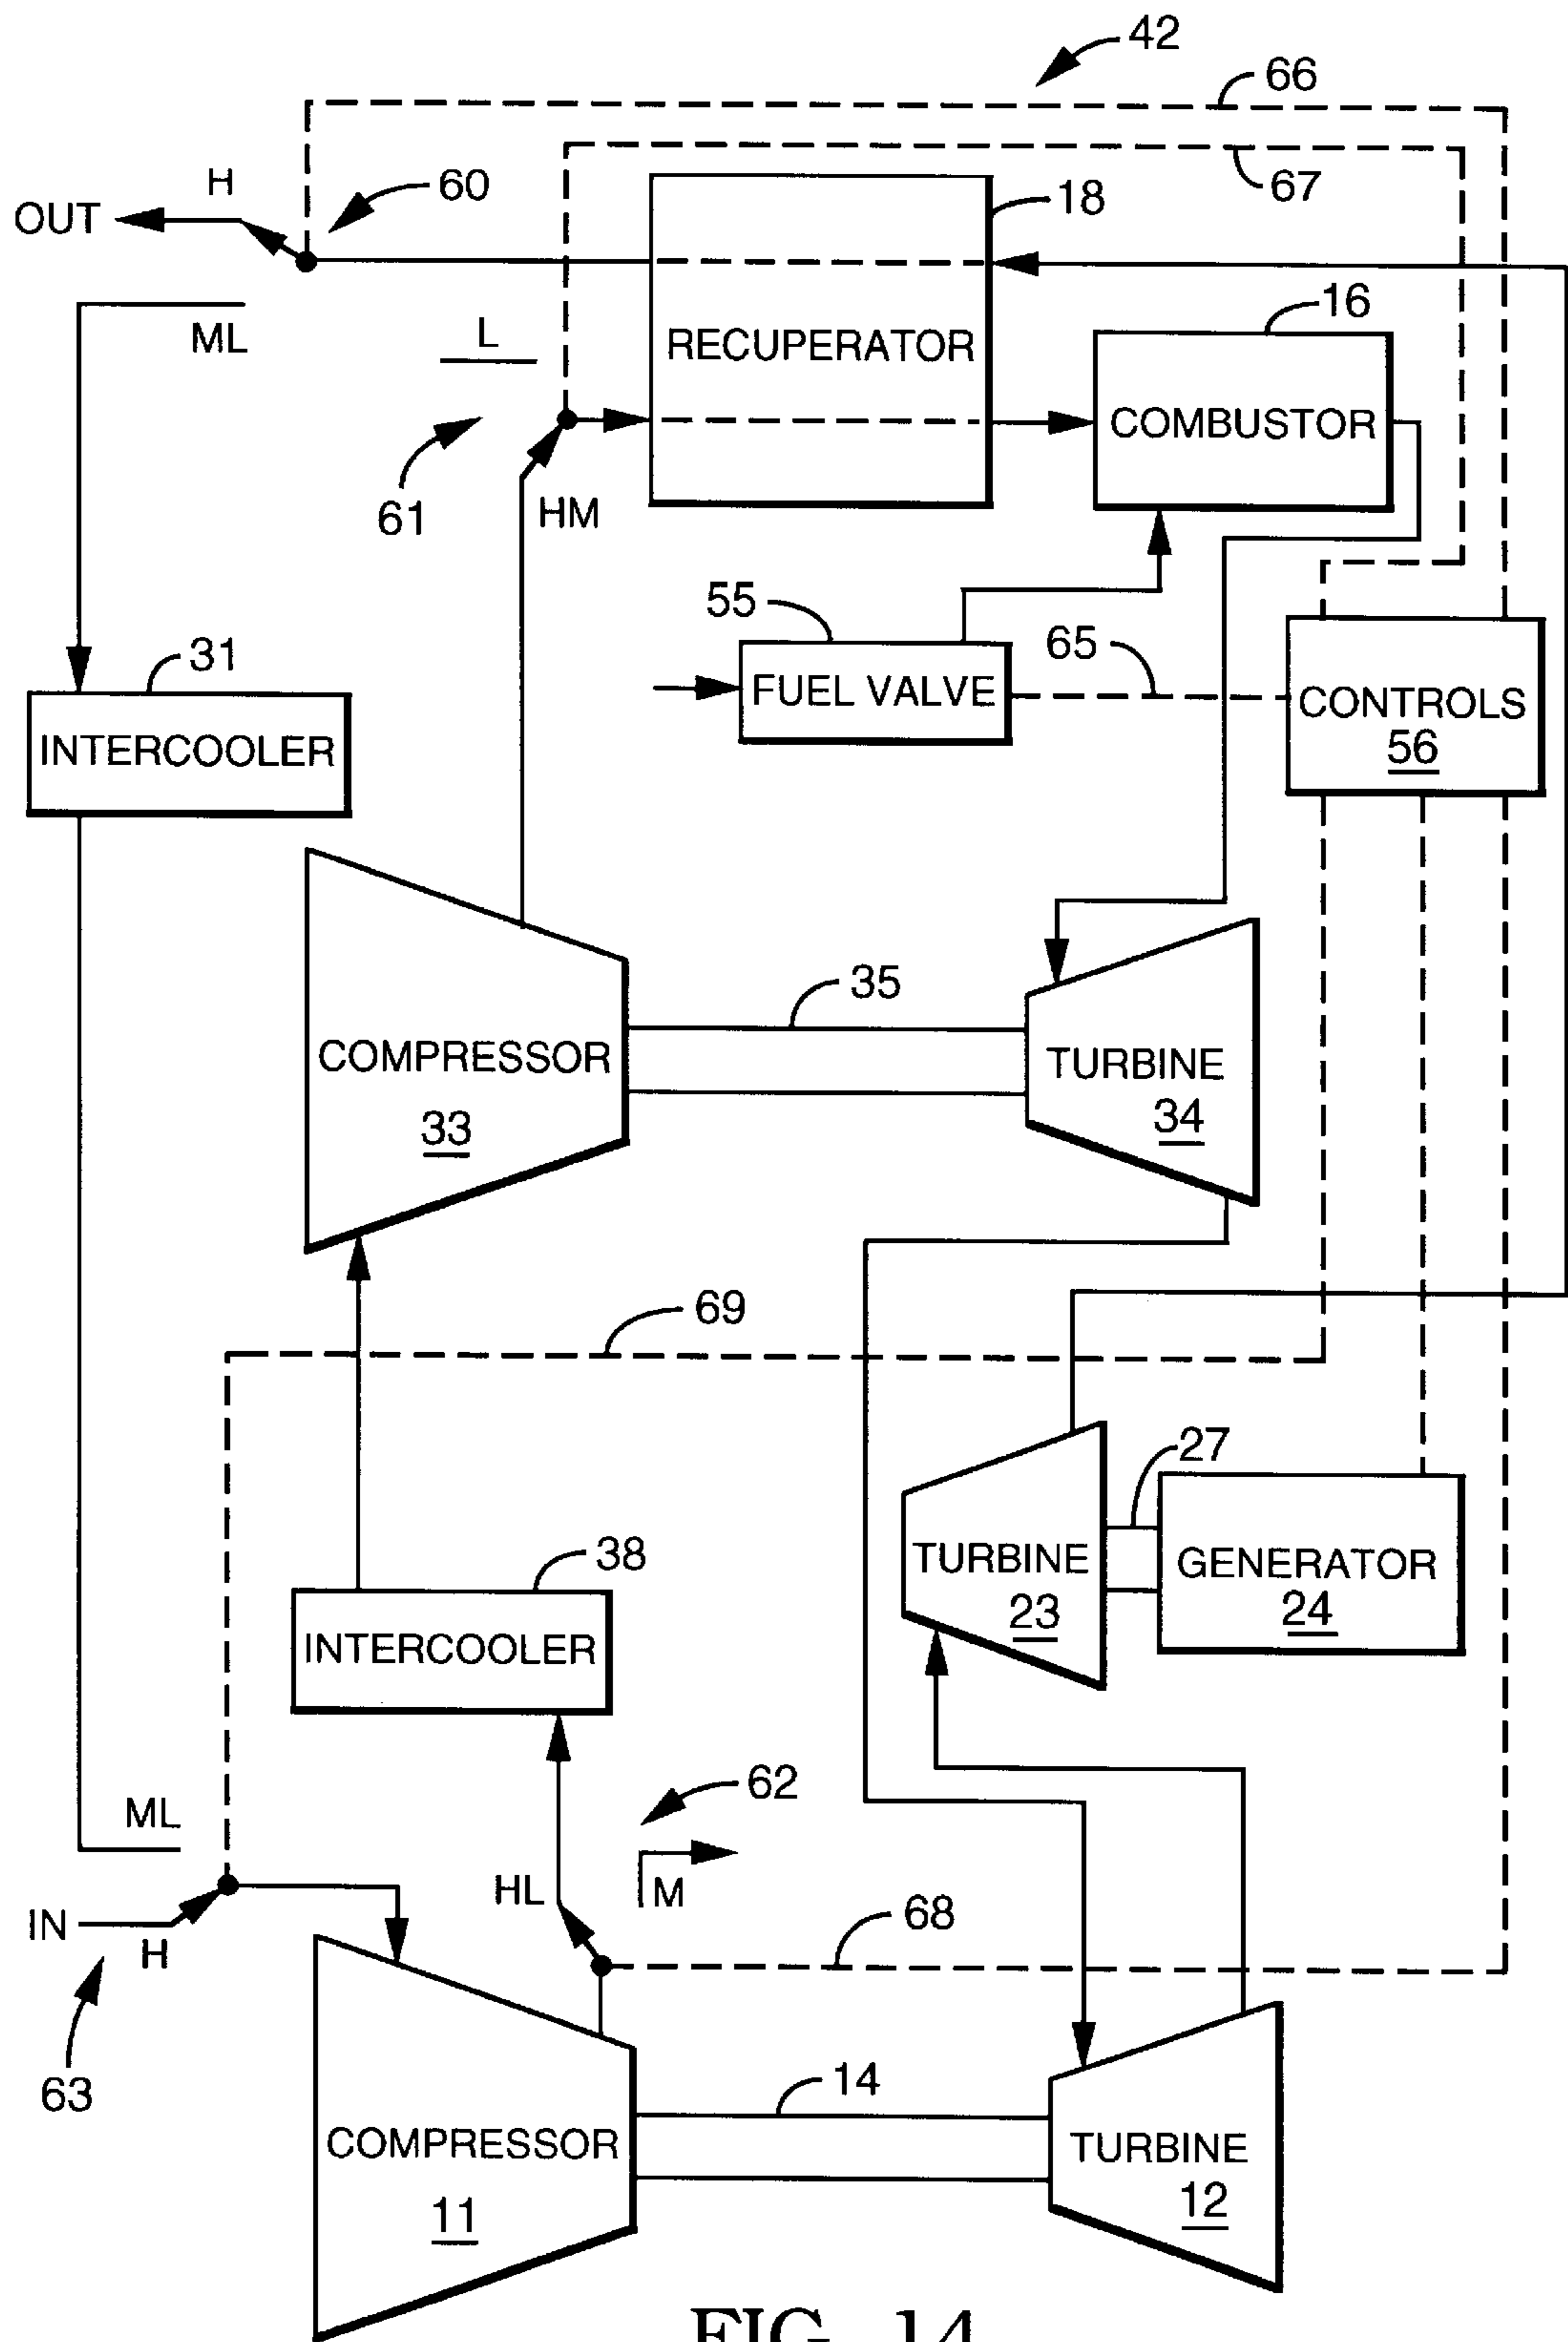 42
66
H
60
18
67
OUT
16
ML
L
RECUPERATOR
COMBUSTOR
61
HM
55
65
31
FUEL VALVE
CONTROLS
56
INTERCOOLER
35
COMPRESSOR
33
TURBINE
34
69
27
38
TURBINE
23
GENERATOR
24
INTERCOOLER
62
ML
HL
M
68
IN
H
63
14
COMPRESSOR
11
TURBINE
12
FIG. 14